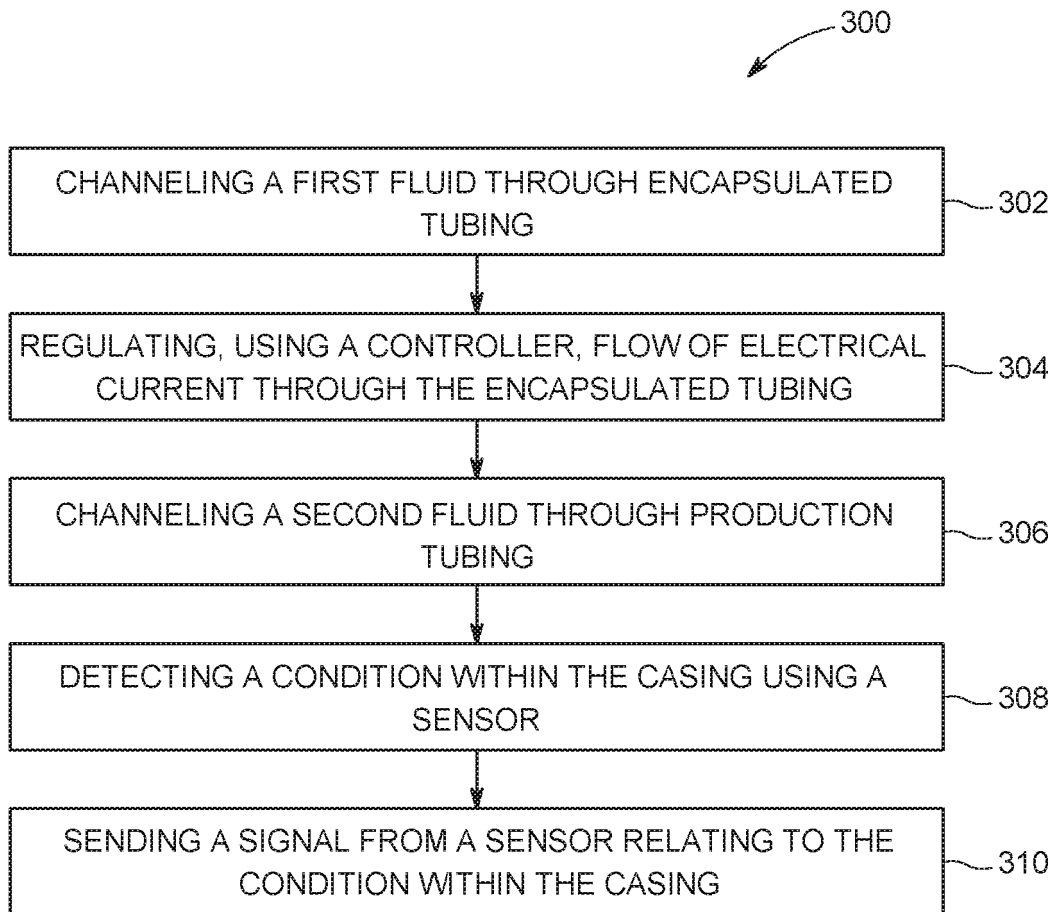 300
CHANNELING A FIRST FLUID THROUGH ENCAPSULATED
TUBING
302
REGULATING, USING A CONTROLLER, FLOW OF ELECTRICAL
CURRENT THROUGH THE ENCAPSULATED TUBING
304
CHANNELING A SECOND FLUID THROUGH PRODUCTION
TUBING
306
DETECTING A CONDITION WITHIN THE CASING USING A
SENSOR
308
SENDING A SIGNAL FROM A SENSOR RELATING TO THE
CONDITION WITHIN THE CASING
310